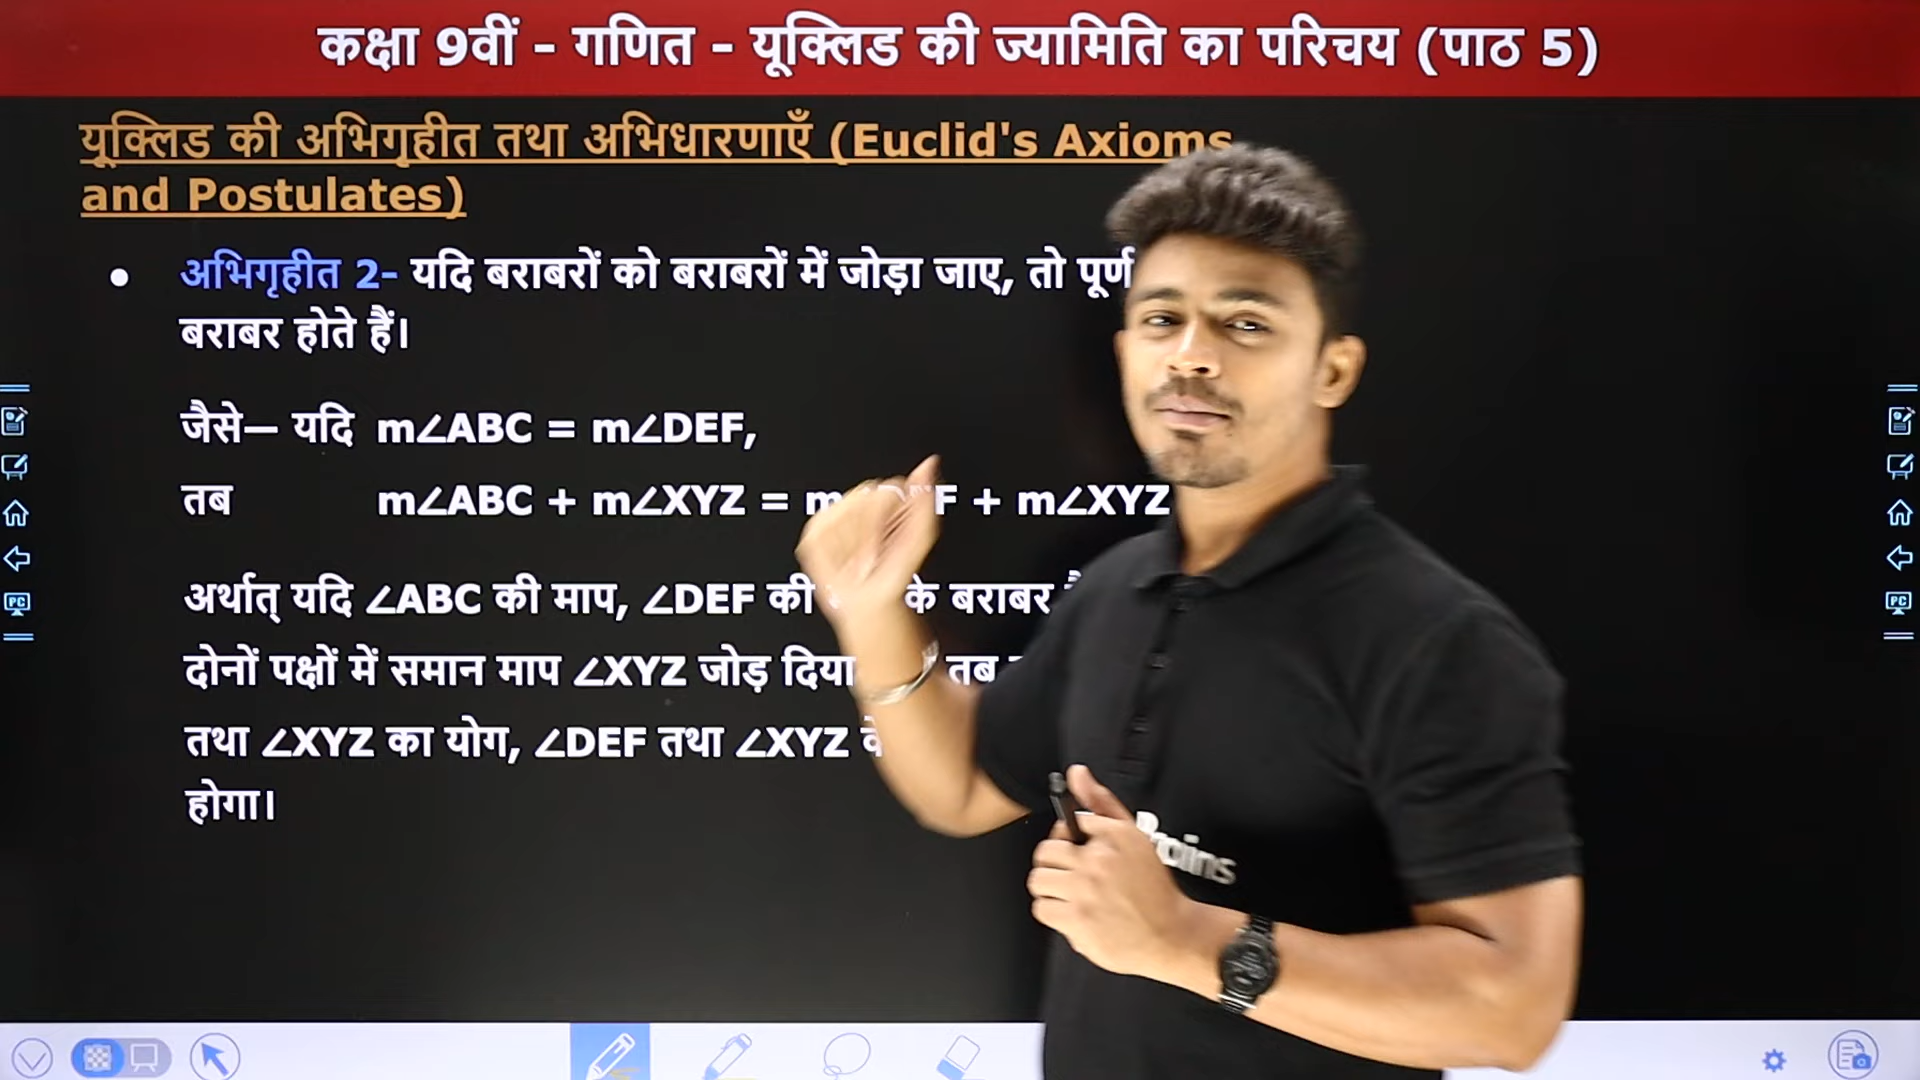 कक्षा 9वीं - गणित - यूक्लिड की ज्यामिति का परिचय (पाठ 5)
यूक्लिड की अभिगृहीत तथा अभिधारणाएँ (Euclid's Axioms
and Postulates)
• अभिगृहीत 2- यदि बराबरों को बराबरों में जोड़ा जाए, तो पूर्ण
बराबर होते हैं।
जैसे— यदि m∠ABC = m∠DEF,
तब m∠ABC + m∠XYZ = + m∠XYZ
अर्थात् यदि ∠ABC की माप, ∠DEF की के बराबर
दोनों पक्षों में समान माप ∠XYZ जोड़ दिया तब
तथा ∠XYZ का योग, ∠DEF तथा ∠XYZ
होगा।
PC
PC